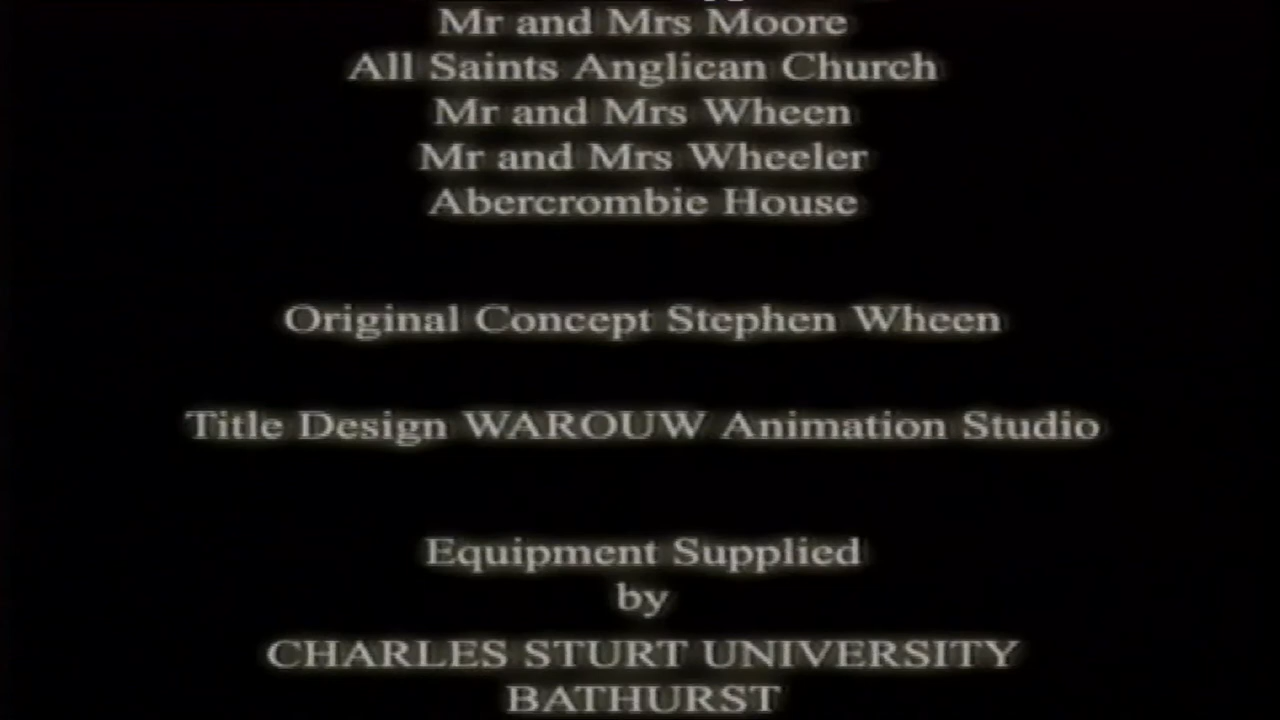 Mr and Mrs Moore
All Saints Anglican Church
Mr and Mrs Wheen
Mr and Mrs Wheeler
Abercrombie House
Original Concept Stephen Wheen
Title Design WAROUW Animation Studio
Equipment Supplied
by
CHARLES STURT UNIVERSITY
BATHURST